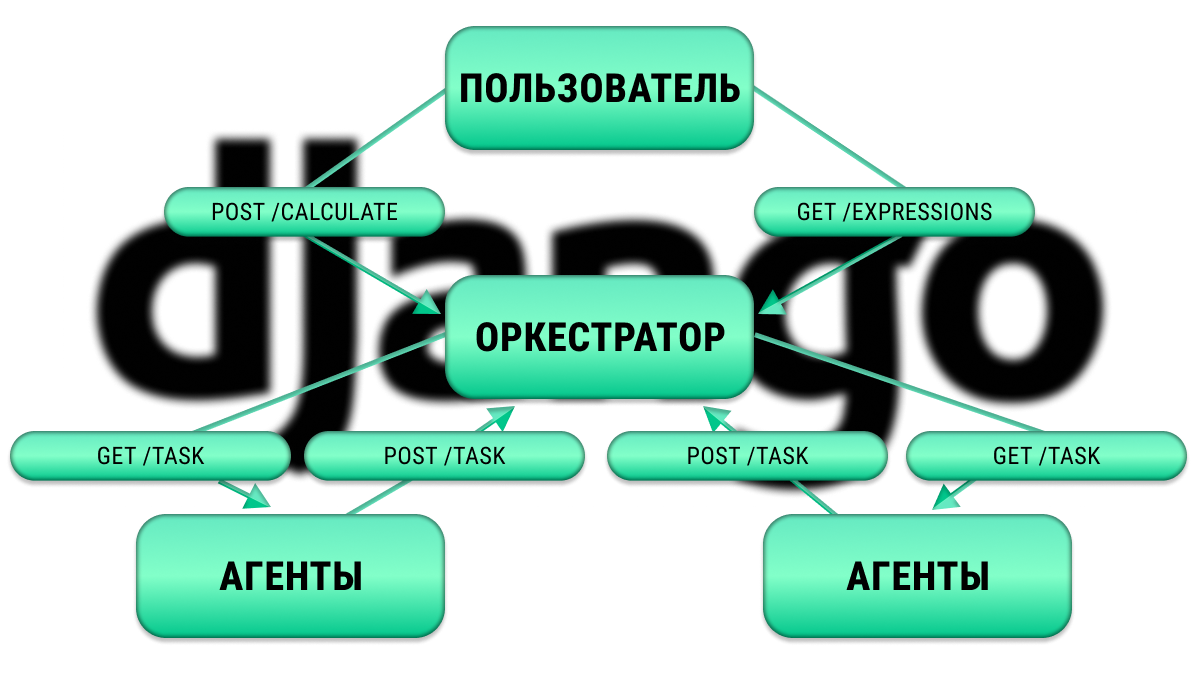 ПОЛЬЗОВАТЕЛЬ
POST /CALCULATE
GET /EXPRESSIONS
django
ОРКЕСТРАТОР
GET /TASK
POST /TASK
POST /TASK
GET /TASK
АГЕНТЫ
АГЕНТЫ